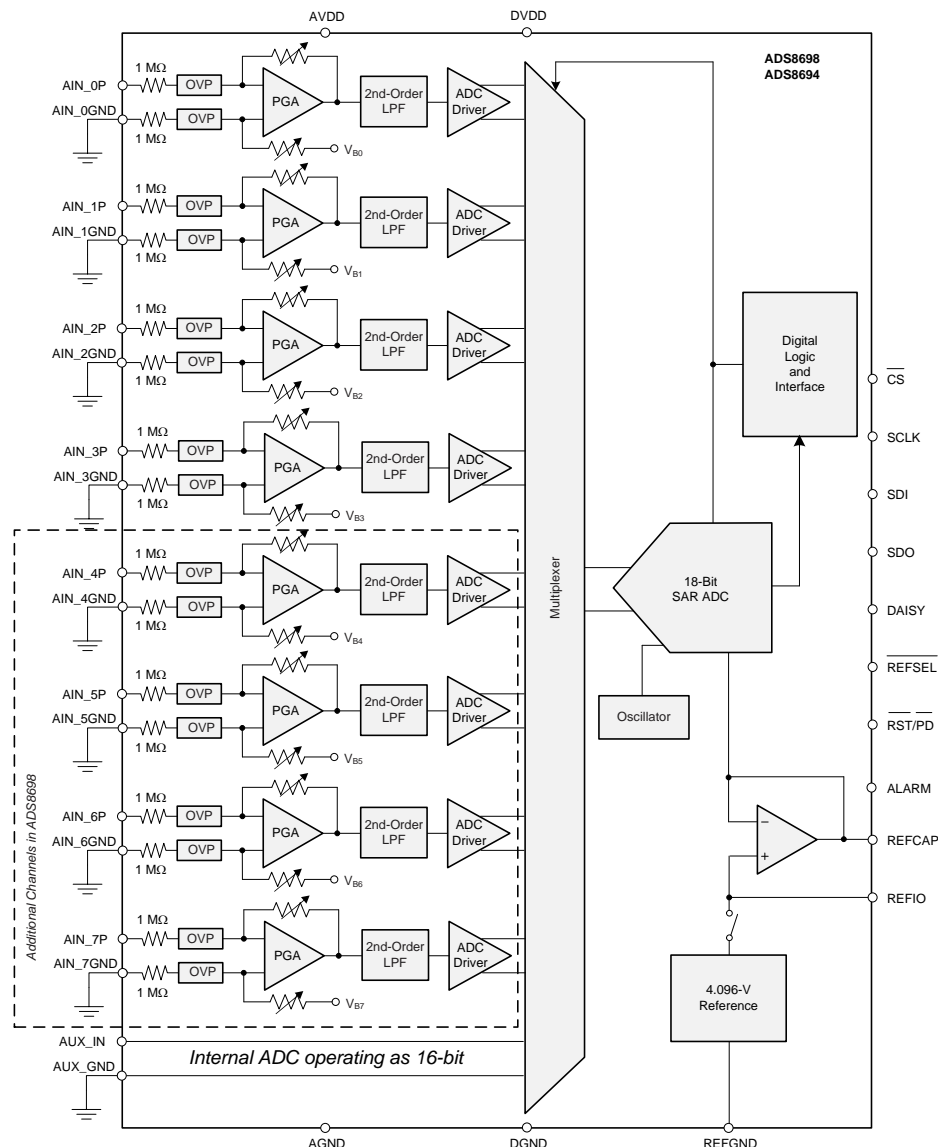 AVDD
DVDD
ADS8698
ADS8694
1 MΩ
AIN_0P
OVP
PGA
2nd-Order
LPF
ADC
Driver
AIN_0GND
OVP
1 MΩ
VB0
1 MΩ
AIN_1P
OVP
PGA
2nd-Order
LPF
ADC
Driver
AIN_1GND
OVP
1 MΩ
VB1
1 MΩ
AIN_2P
OVP
PGA
2nd-Order
LPF
ADC
Driver
AIN_2GND
OVP
1 MΩ
VB2
1 MΩ
AIN_3P
OVP
PGA
2nd-Order
LPF
ADC
Driver
AIN_3GND
OVP
1 MΩ
VB3
Additional Channels in ADS8698
1 MΩ
AIN_4P
OVP
PGA
2nd-Order
LPF
ADC
Driver
AIN_4GND
OVP
1 MΩ
VB4
1 MΩ
AIN_5P
OVP
PGA
2nd-Order
LPF
ADC
Driver
AIN_5GND
OVP
1 MΩ
VB5
1 MΩ
AIN_6P
OVP
PGA
2nd-Order
LPF
ADC
Driver
AIN_6GND
OVP
1 MΩ
VB6
1 MΩ
AIN_7P
OVP
PGA
2nd-Order
LPF
ADC
Driver
AIN_7GND
OVP
1 MΩ
VB7
AUX_IN
Internal ADC operating as 16-bit
AUX_GND
Multiplexer
Digital
Logic
and
Interface
18-Bit
SAR ADC
Oscillator
−
+
4.096-V
Reference
CS
SCLK
SDI
SDO
DAISY
REFSEL
RST/PD
ALARM
REFCAP
REFIO
AGND
DGND
REFGND